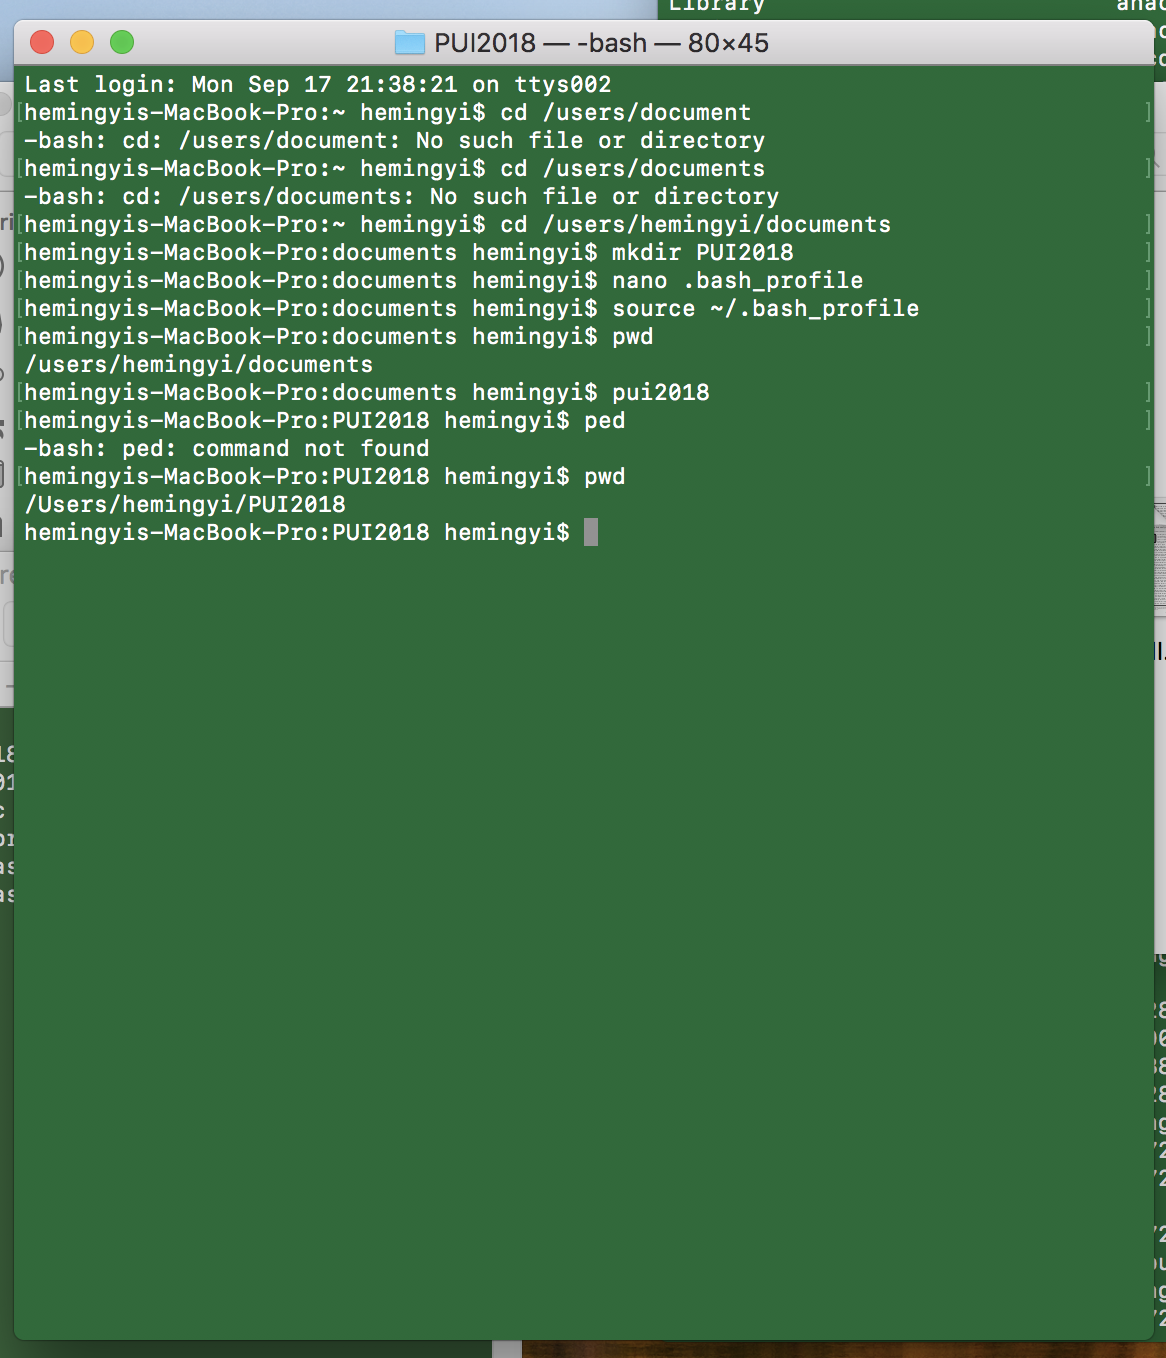 Library
PUI2018 — -bash — 80×45
Last login: Mon Sep 17 21:38:21 on ttys002
[hemingyis-MacBook-Pro:~ hemingyi$ cd /users/document ]
-bash: cd: /users/document: No such file or directory
[hemingyis-MacBook-Pro:~ hemingyi$ cd /users/documents ]
-bash: cd: /users/documents: No such file or directory
[hemingyis-MacBook-Pro:~ hemingyi$ cd /users/hemingyi/documents ]
[hemingyis-MacBook-Pro:documents hemingyi$ mkdir PUI2018 ]
[hemingyis-MacBook-Pro:documents hemingyi$ nano .bash_profile ]
[hemingyis-MacBook-Pro:documents hemingyi$ source ~/.bash_profile ]
[hemingyis-MacBook-Pro:documents hemingyi$ pwd ]
/users/hemingyi/documents
[hemingyis-MacBook-Pro:documents hemingyi$ pui2018 ]
[hemingyis-MacBook-Pro:PUI2018 hemingyi$ ped ]
-bash: ped: command not found
[hemingyis-MacBook-Pro:PUI2018 hemingyi$ pwd ]
/Users/hemingyi/PUI2018
hemingyis-MacBook-Pro:PUI2018 hemingyi$